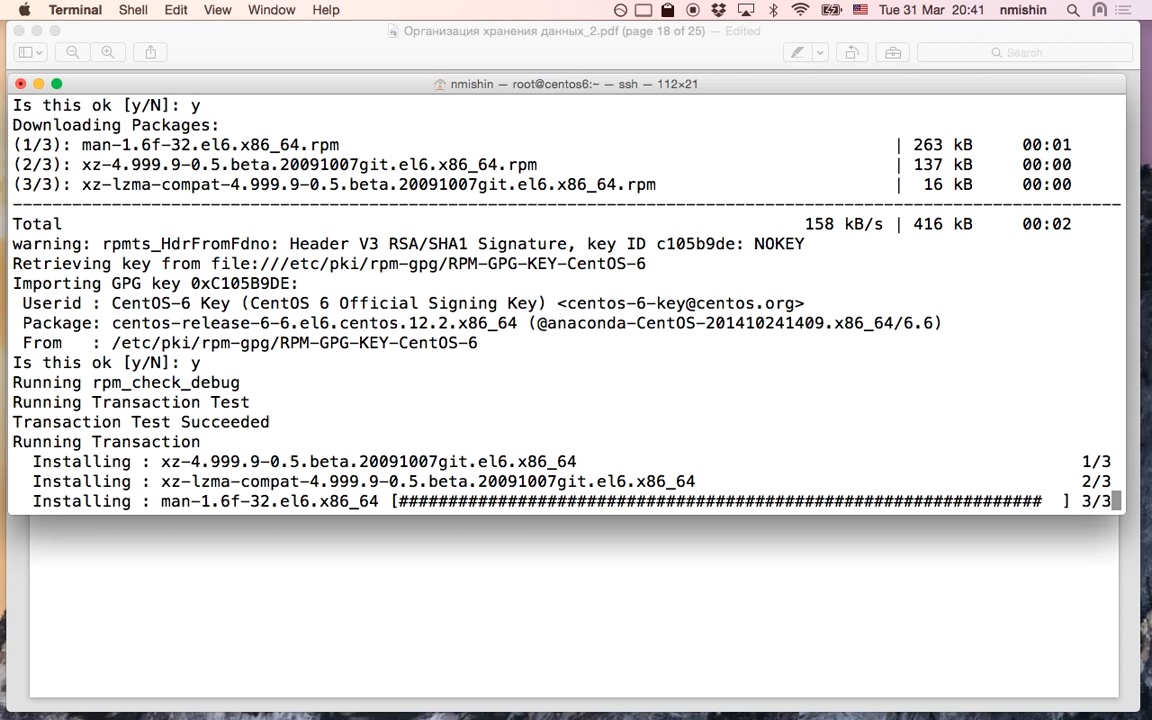 Terminal Shell Edit View Window Help Tue 31 Mar 20:41 nmishin
Организация хранения данных_2.pdf (page 18 of 25) — Edited
Search
nmishin — root@centos6:~ — ssh — 112×21
Is this ok [y/N]: y
Downloading Packages:
(1/3): man-1.6f-32.el6.x86_64.rpm | 263 kB 00:01
(2/3): xz-4.999.9-0.5.beta.20091007git.el6.x86_64.rpm | 137 kB 00:00
(3/3): xz-lzma-compat-4.999.9-0.5.beta.20091007git.el6.x86_64.rpm | 16 kB 00:00
--------------------------------------------------------------------------------------------------------------
Total 158 kB/s | 416 kB 00:02
warning: rpmts_HdrFromFdno: Header V3 RSA/SHA1 Signature, key ID c105b9de: NOKEY
Retrieving key from file:///etc/pki/rpm-gpg/RPM-GPG-KEY-CentOS-6
Importing GPG key 0xC105B9DE:
Userid : CentOS-6 Key (CentOS 6 Official Signing Key) <centos-6-key@centos.org>
Package: centos-release-6-6.el6.centos.12.2.x86_64 (@anaconda-CentOS-201410241409.x86_64/6.6)
From : /etc/pki/rpm-gpg/RPM-GPG-KEY-CentOS-6
Is this ok [y/N]: y
Running rpm_check_debug
Running Transaction Test
Transaction Test Succeeded
Running Transaction
Installing : xz-4.999.9-0.5.beta.20091007git.el6.x86_64 1/3
Installing : xz-lzma-compat-4.999.9-0.5.beta.20091007git.el6.x86_64 2/3
Installing : man-1.6f-32.el6.x86_64 [################################################################# ] 3/3